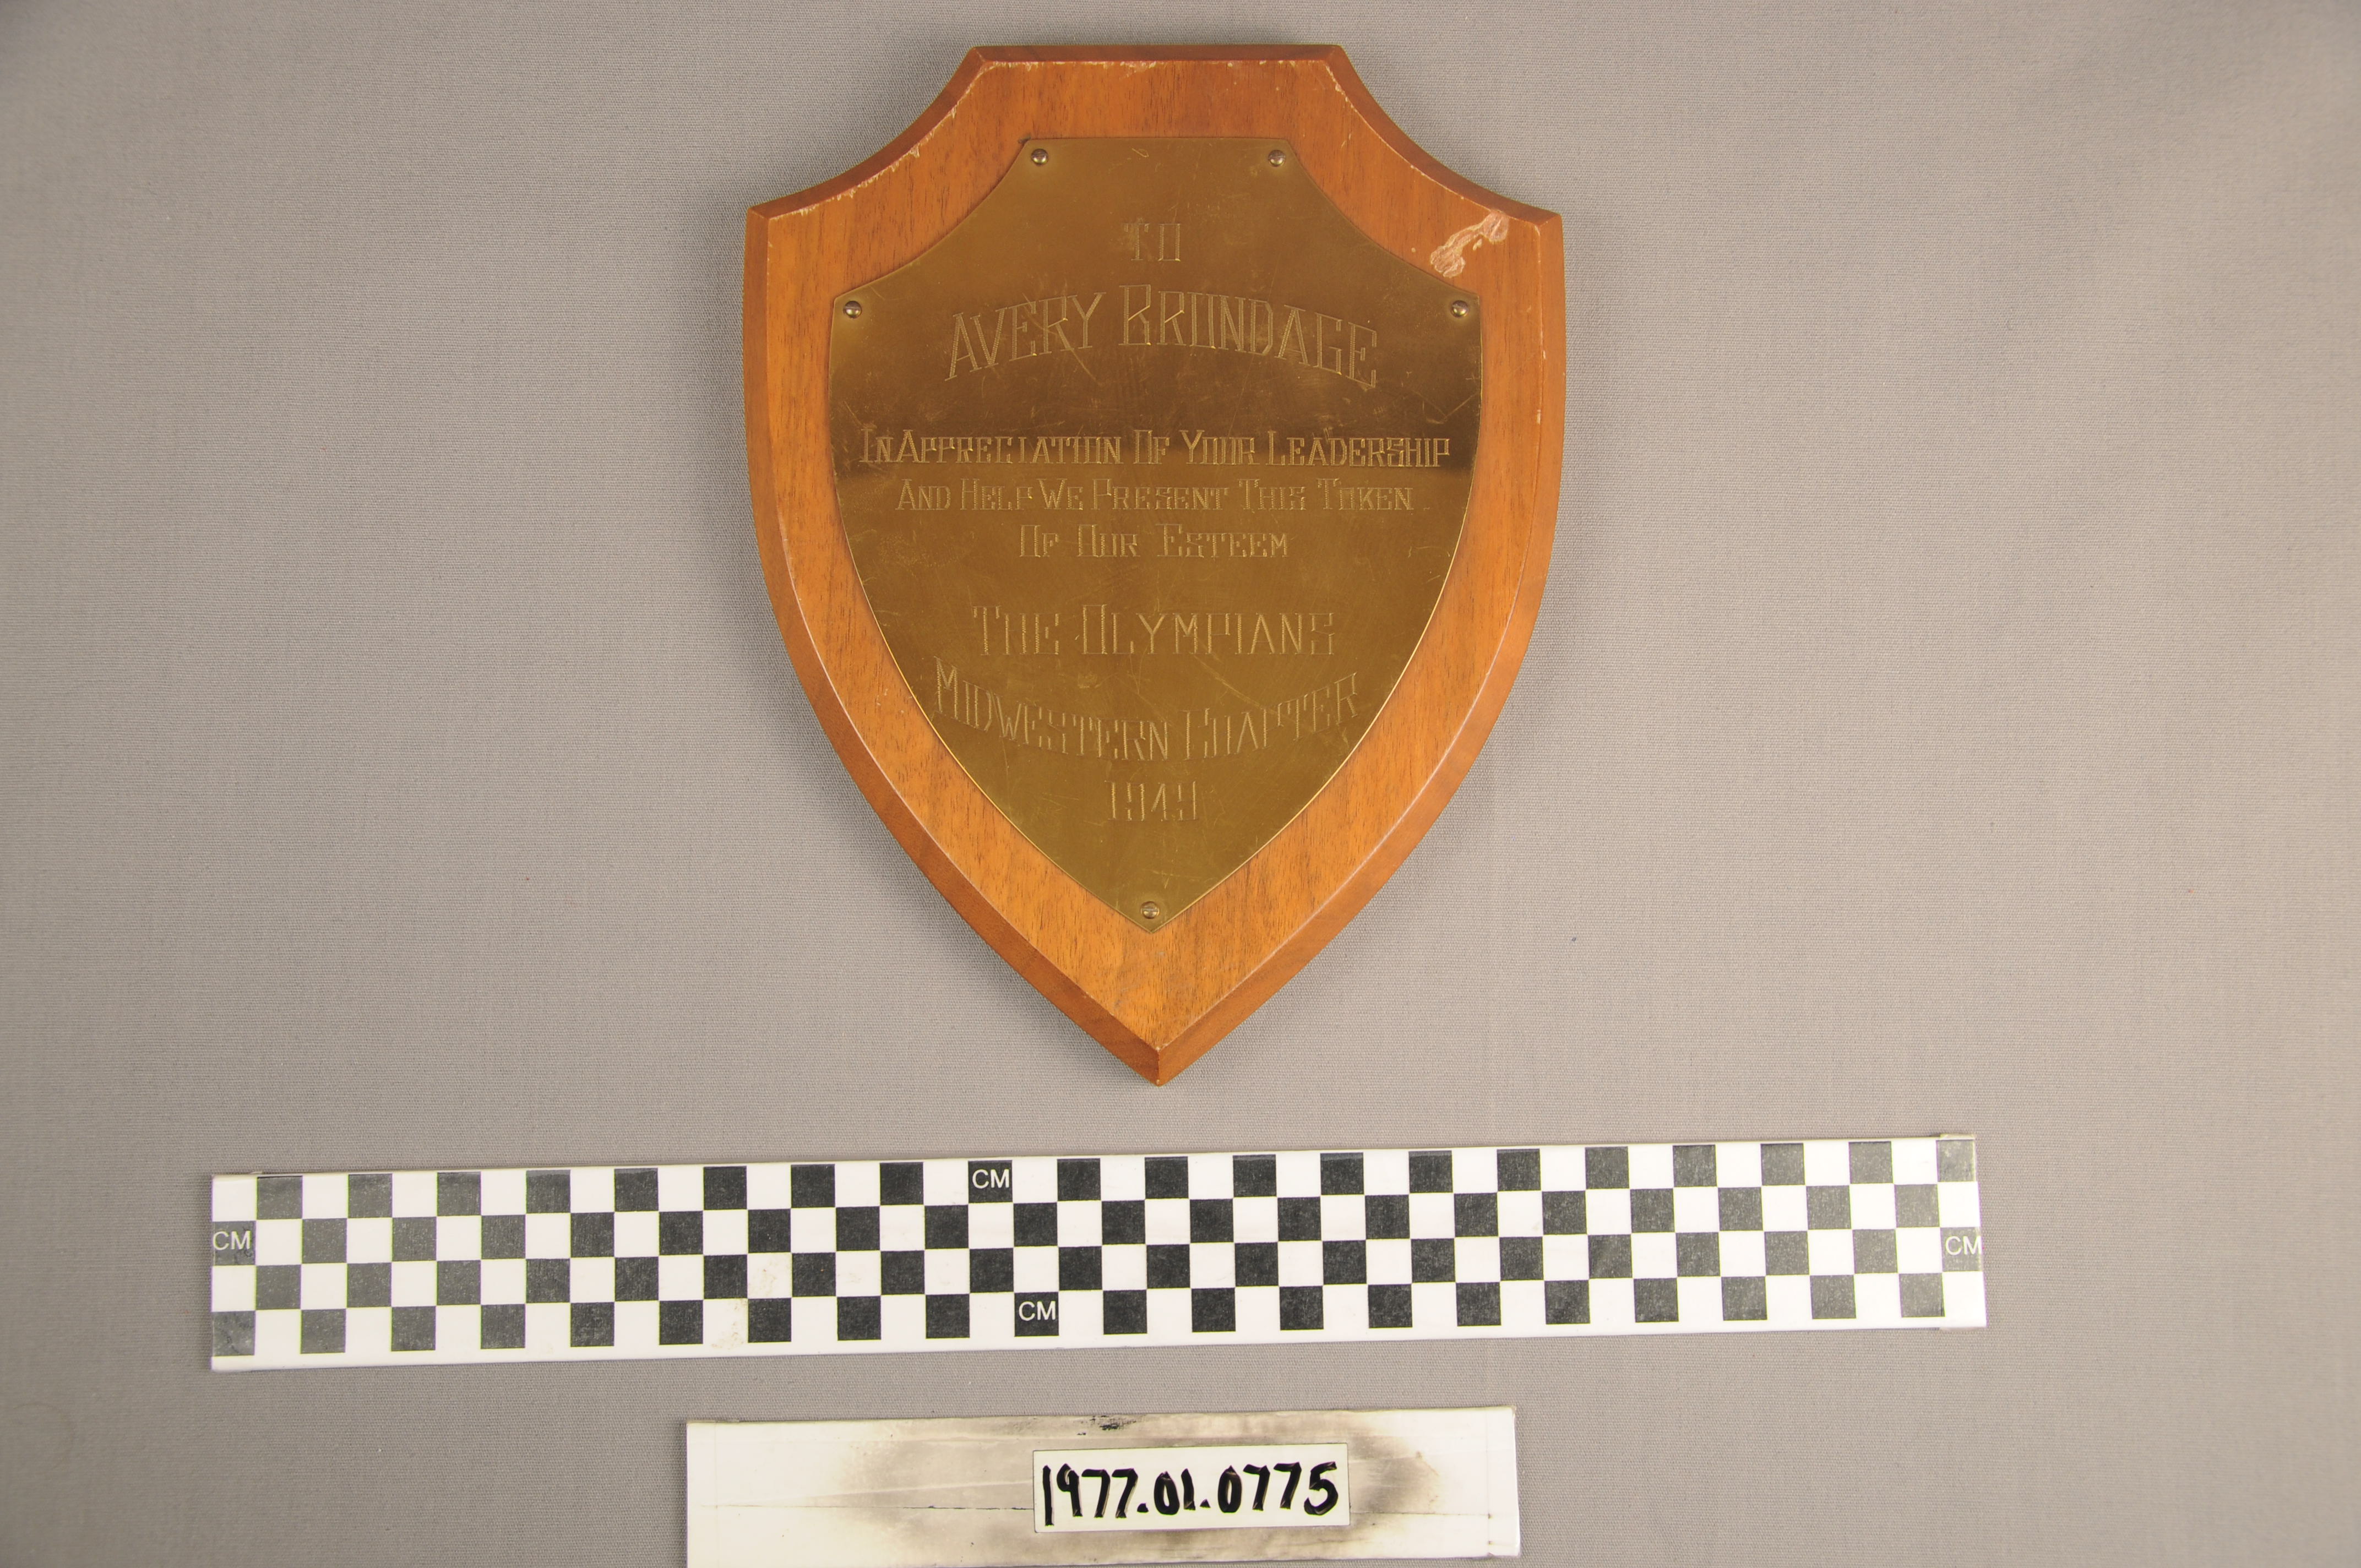 TO
AVERY BRUNDAGE
IN APPRECIATION OF YOUR LEADERSHIP
AND HELP WE PRESENT THIS TOKEN
OF OUR ESTEEM
THE OLYMPIANS
MIDWESTERN CHAPTER
1949
CM
CM
CM
CM
1977.01.0775